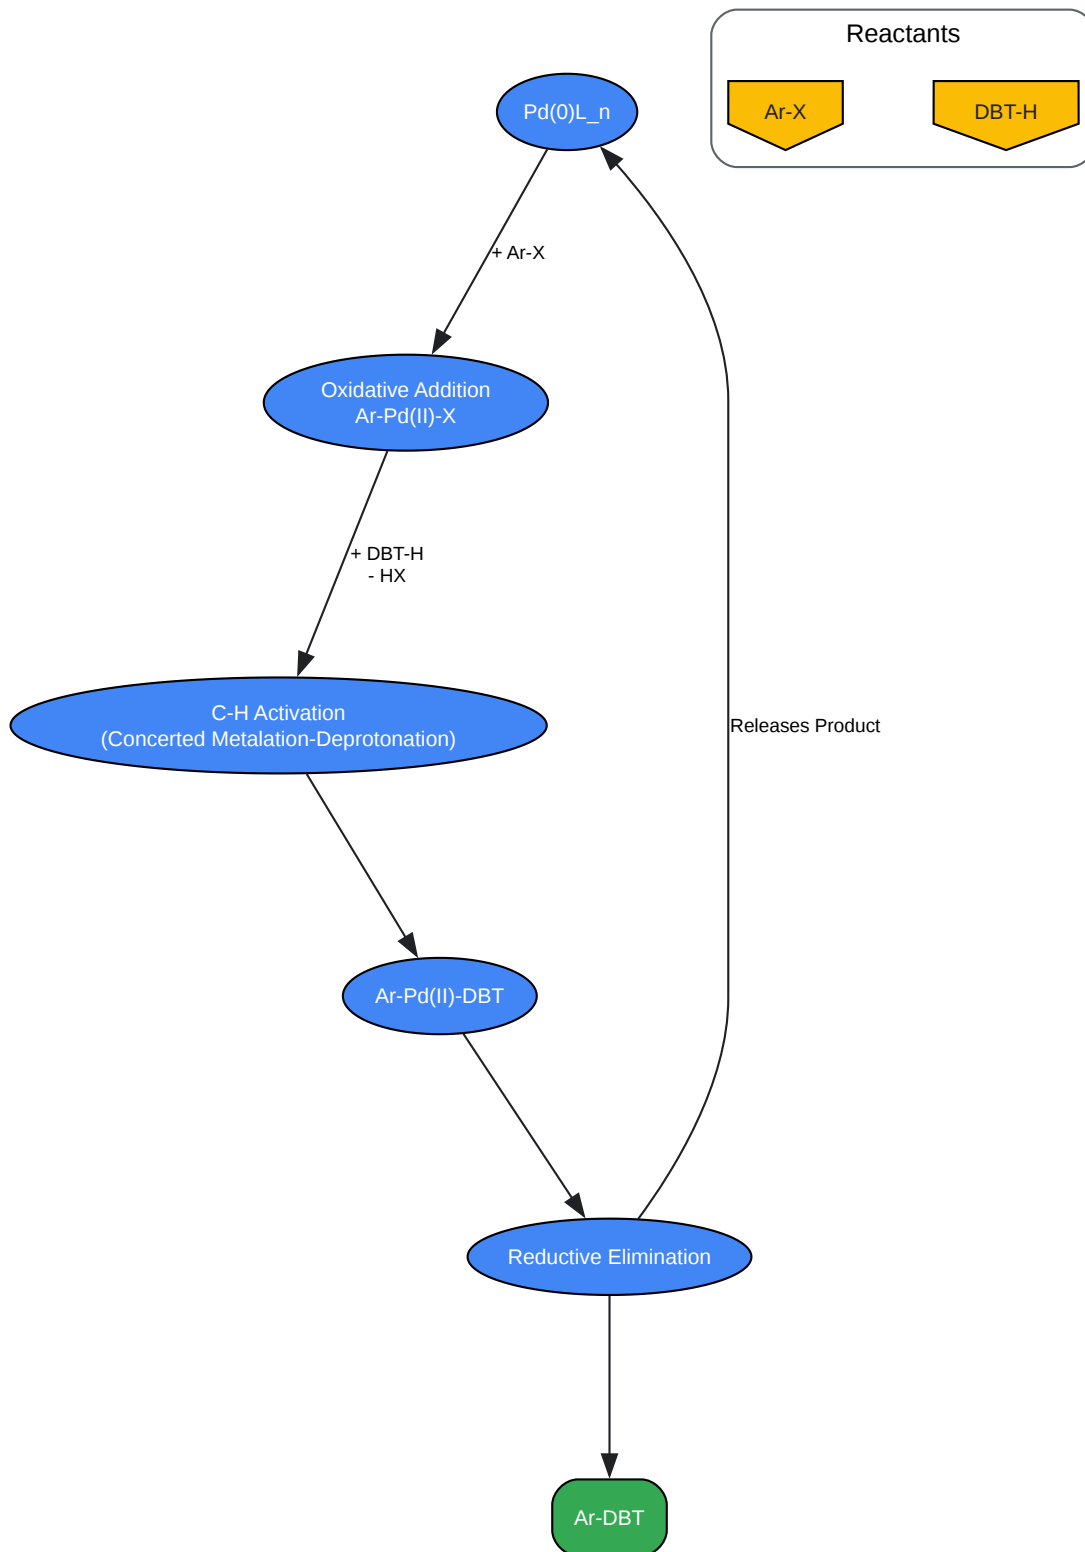 Reactants
Pd(0)L_n
Ar-X
DBT-H
+ Ar-X
Oxidative Addition
Ar-Pd(II)-X
+ DBT-H
- HX
C-H Activation
(Concerted Metalation-Deprotonation)
Releases Product
Ar-Pd(II)-DBT
Reductive Elimination
Ar-DBT